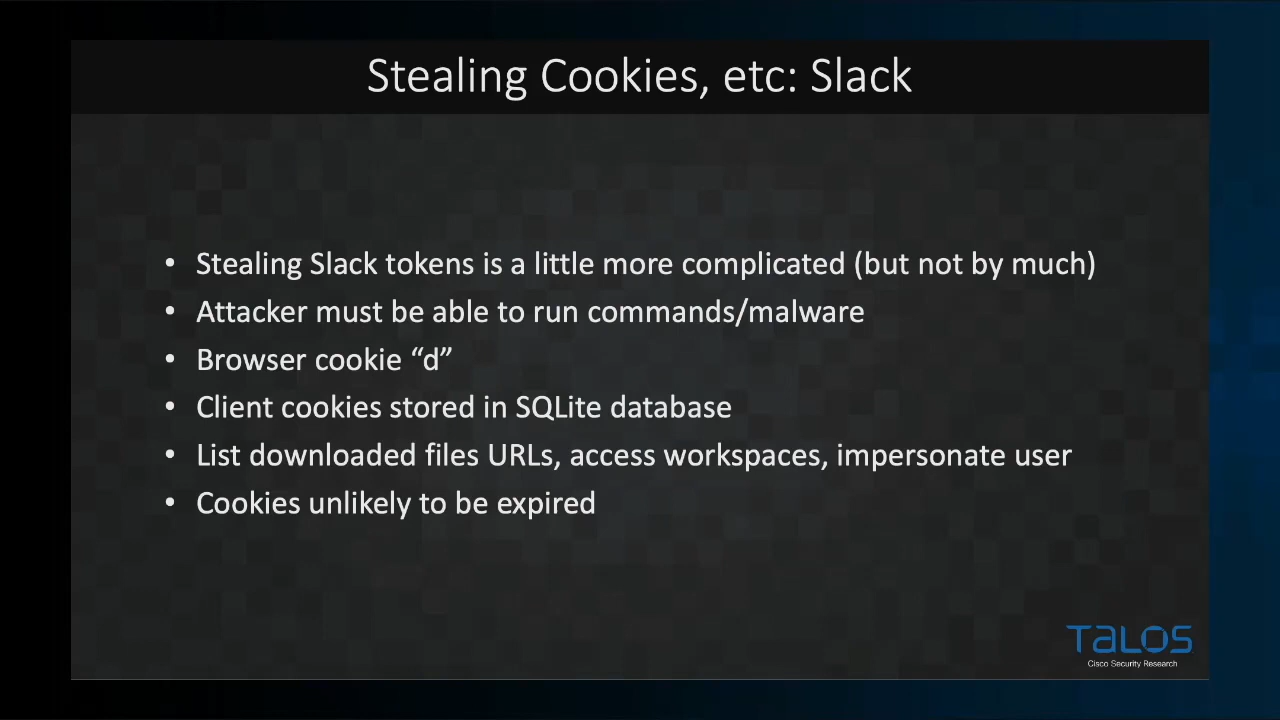 Stealing Cookies, etc: Slack
• Stealing Slack tokens is a little more complicated (but not by much)
• Attacker must be able to run commands/malware
• Browser cookie “d”
• Client cookies stored in SQLite database
• List downloaded files URLs, access workspaces, impersonate user
• Cookies unlikely to be expired
TALOS
Cisco Security Research